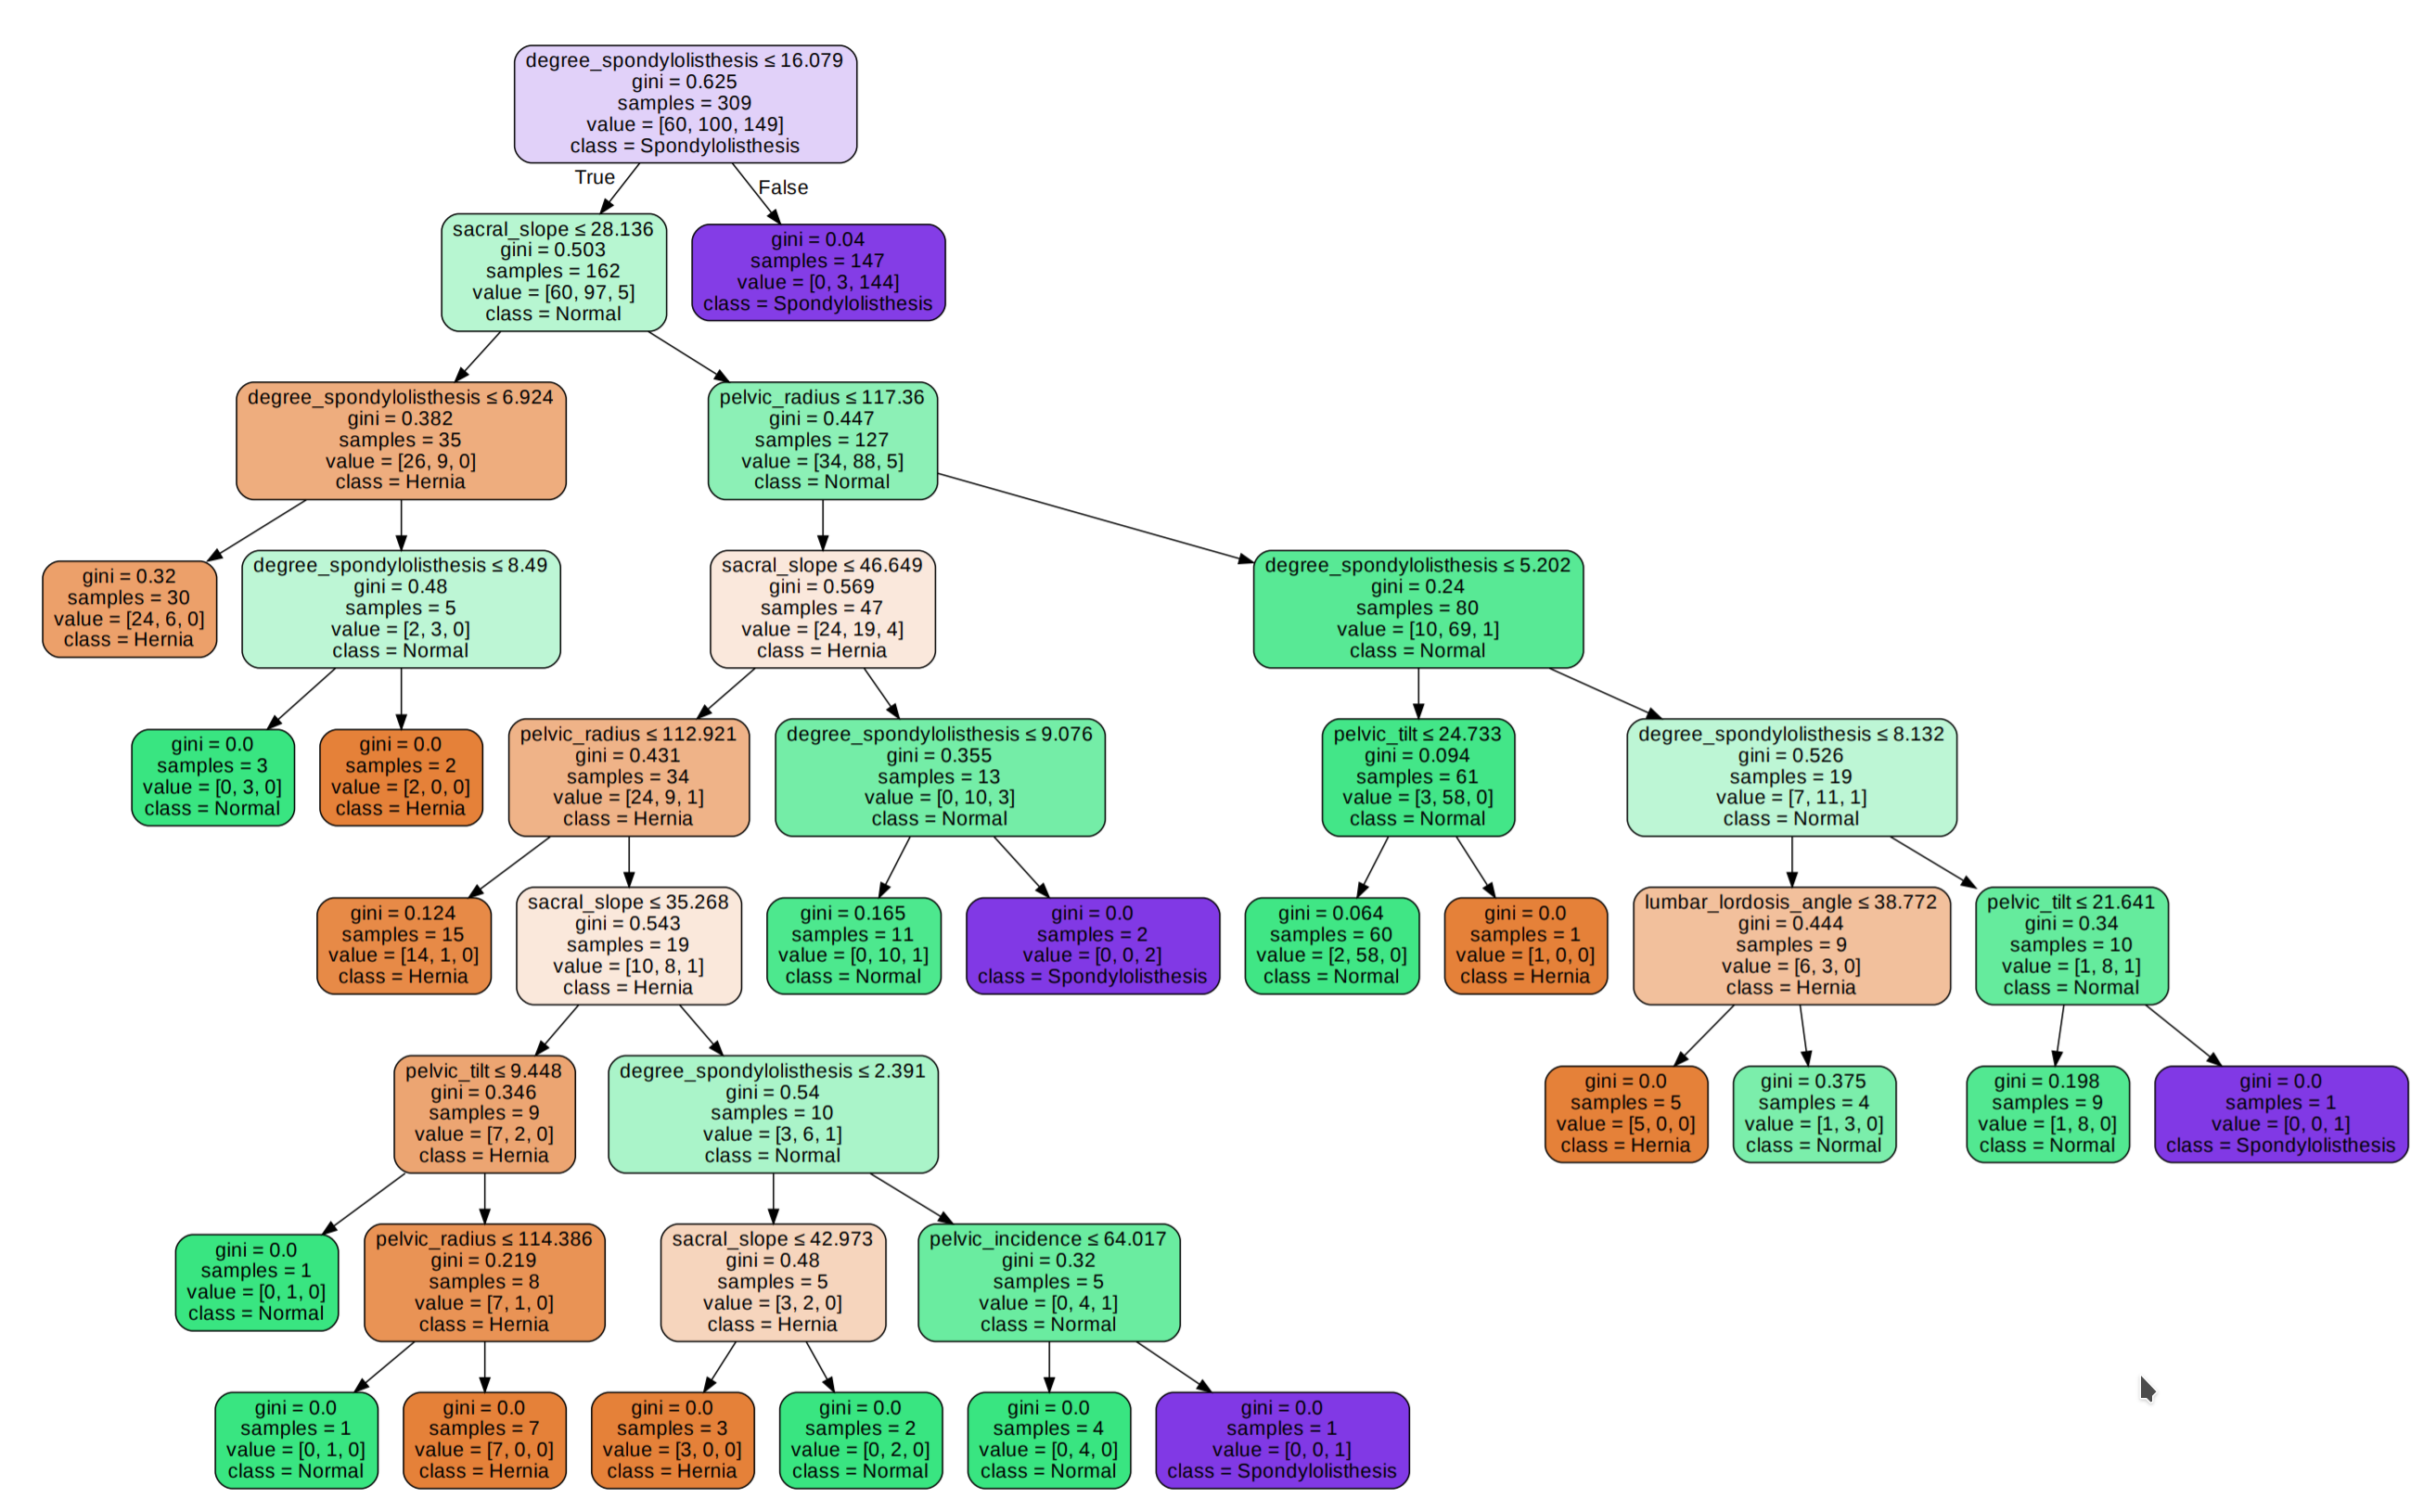 degree_spondylolisthesis ≤ 16.079
gini = 0.625
samples = 309
value = [60, 100, 149]
class = Spondylolisthesis
True
False
sacral_slope ≤ 28.136
gini = 0.503
samples = 162
value = [60, 97, 5]
class = Normal
gini = 0.04
samples = 147
value = [0, 3, 144]
class = Spondylolisthesis
degree_spondylolisthesis ≤ 6.924
gini = 0.382
samples = 35
value = [26, 9, 0]
class = Hernia
pelvic_radius ≤ 117.36
gini = 0.447
samples = 127
value = [34, 88, 5]
class = Normal
gini = 0.32
samples = 30
value = [24, 6, 0]
class = Hernia
degree_spondylolisthesis ≤ 8.49
gini = 0.48
samples = 5
value = [2, 3, 0]
class = Normal
sacral_slope ≤ 46.649
gini = 0.569
samples = 47
value = [24, 19, 4]
class = Hernia
degree_spondylolisthesis ≤ 5.202
gini = 0.24
samples = 80
value = [10, 69, 1]
class = Normal
gini = 0.0
samples = 3
value = [0, 3, 0]
class = Normal
gini = 0.0
samples = 2
value = [2, 0, 0]
class = Hernia
pelvic_radius ≤ 112.921
gini = 0.431
samples = 34
value = [24, 9, 1]
class = Hernia
degree_spondylolisthesis ≤ 9.076
gini = 0.355
samples = 13
value = [0, 10, 3]
class = Normal
pelvic_tilt ≤ 24.733
gini = 0.094
samples = 61
value = [3, 58, 0]
class = Normal
degree_spondylolisthesis ≤ 8.132
gini = 0.526
samples = 19
value = [7, 11, 1]
class = Normal
gini = 0.124
samples = 15
value = [14, 1, 0]
class = Hernia
sacral_slope ≤ 35.268
gini = 0.543
samples = 19
value = [10, 8, 1]
class = Hernia
gini = 0.165
samples = 11
value = [0, 10, 1]
class = Normal
gini = 0.0
samples = 2
value = [0, 0, 2]
class = Spondylolisthesis
gini = 0.064
samples = 60
value = [2, 58, 0]
class = Normal
gini = 0.0
samples = 1
value = [1, 0, 0]
class = Hernia
lumbar_lordosis_angle ≤ 38.772
gini = 0.444
samples = 9
value = [6, 3, 0]
class = Hernia
pelvic_tilt ≤ 21.641
gini = 0.34
samples = 10
value = [1, 8, 1]
class = Normal
pelvic_tilt ≤ 9.448
gini = 0.346
samples = 9
value = [7, 2, 0]
class = Hernia
degree_spondylolisthesis ≤ 2.391
gini = 0.54
samples = 10
value = [3, 6, 1]
class = Normal
gini = 0.0
samples = 5
value = [5, 0, 0]
class = Hernia
gini = 0.375
samples = 4
value = [1, 3, 0]
class = Normal
gini = 0.198
samples = 9
value = [1, 8, 0]
class = Normal
gini = 0.0
samples = 1
value = [0, 0, 1]
class = Spondylolisthesis
gini = 0.0
samples = 1
value = [0, 1, 0]
class = Normal
pelvic_radius ≤ 114.386
gini = 0.219
samples = 8
value = [7, 1, 0]
class = Hernia
sacral_slope ≤ 42.973
gini = 0.48
samples = 5
value = [3, 2, 0]
class = Hernia
pelvic_incidence ≤ 64.017
gini = 0.32
samples = 5
value = [0, 4, 1]
class = Normal
gini = 0.0
samples = 1
value = [0, 1, 0]
class = Normal
gini = 0.0
samples = 7
value = [7, 0, 0]
class = Hernia
gini = 0.0
samples = 3
value = [3, 0, 0]
class = Hernia
gini = 0.0
samples = 2
value = [0, 2, 0]
class = Normal
gini = 0.0
samples = 4
value = [0, 4, 0]
class = Normal
gini = 0.0
samples = 1
value = [0, 0, 1]
class = Spondylolisthesis